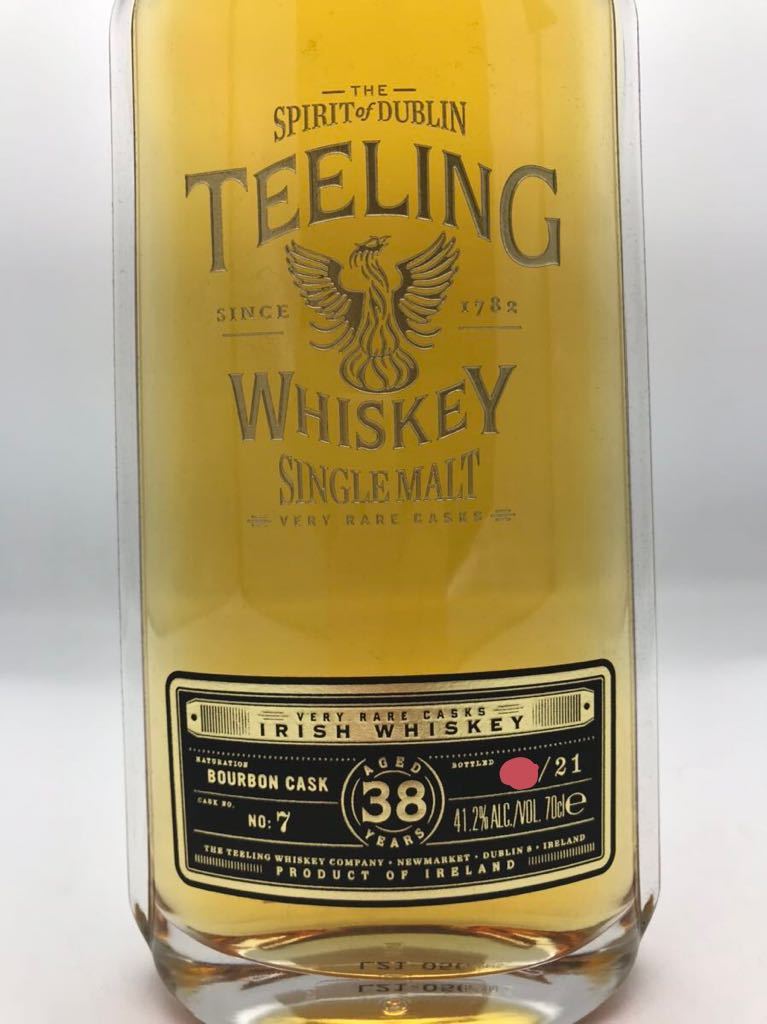 THE
SPIRIT of DUBLIN
TEELING
SINCE 1782
WHISKEY
SINGLE MALT
VERY RARE CASKS
VERY RARE CASKS
IRISH WHISKEY
MATURATION
BOURBON CASK
CASK NO.
NO: 7
AGED
38
YEARS
BOTTLED
/21
41.2% ALC./VOL. 70cl e
THE TEELING WHISKEY COMPANY • NEWMARKET • DUBLIN 8 • IRELAND
PRODUCT OF IRELAND